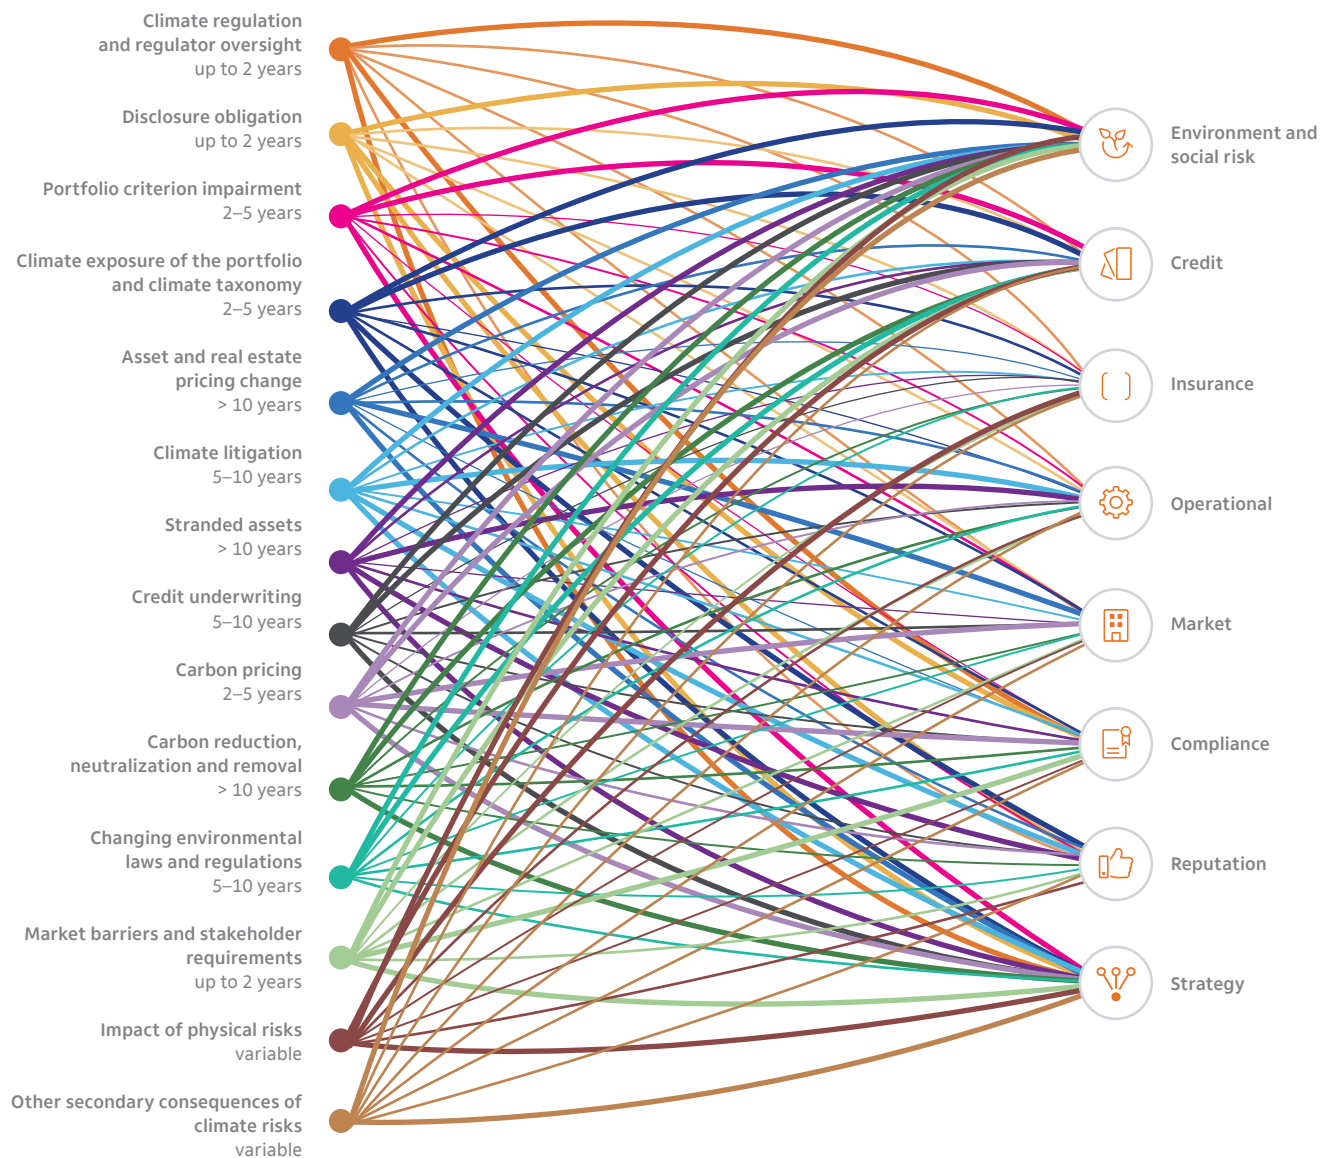 Climate regulation
and regulator oversight
up to 2 years
Disclosure obligation
up to 2 years
Portfolio criterion impairment
2–5 years
Climate exposure of the portfolio
and climate taxonomy
2–5 years
Asset and real estate
pricing change
> 10 years
Climate litigation
5–10 years
Stranded assets
> 10 years
Credit underwriting
5–10 years
Carbon pricing
2–5 years
Carbon reduction,
neutralization and removal
> 10 years
Changing environmental
laws and regulations
5–10 years
Market barriers and stakeholder
requirements
up to 2 years
Impact of physical risks
variable
Other secondary consequences of
climate risks
variable
Environment and
social risk
Credit
Insurance
Operational
Market
Compliance
Reputation
Strategy